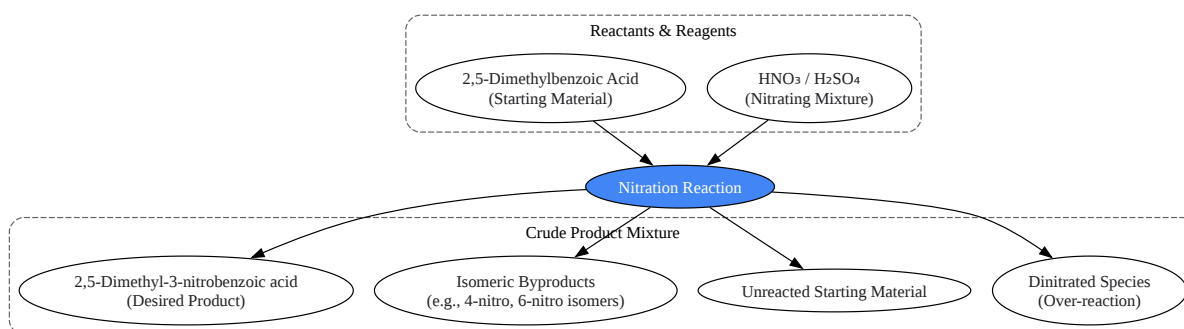 Reactants & Reagents
2,5-Dimethylbenzoic Acid
(Starting Material)
HNO₃ / H₂SO₄
(Nitrating Mixture)
Nitration Reaction
Crude Product Mixture
2,5-Dimethyl-3-nitrobenzoic acid
(Desired Product)
Isomeric Byproducts
(e.g., 4-nitro, 6-nitro isomers)
Unreacted Starting Material
Dinitrated Species
(Over-reaction)